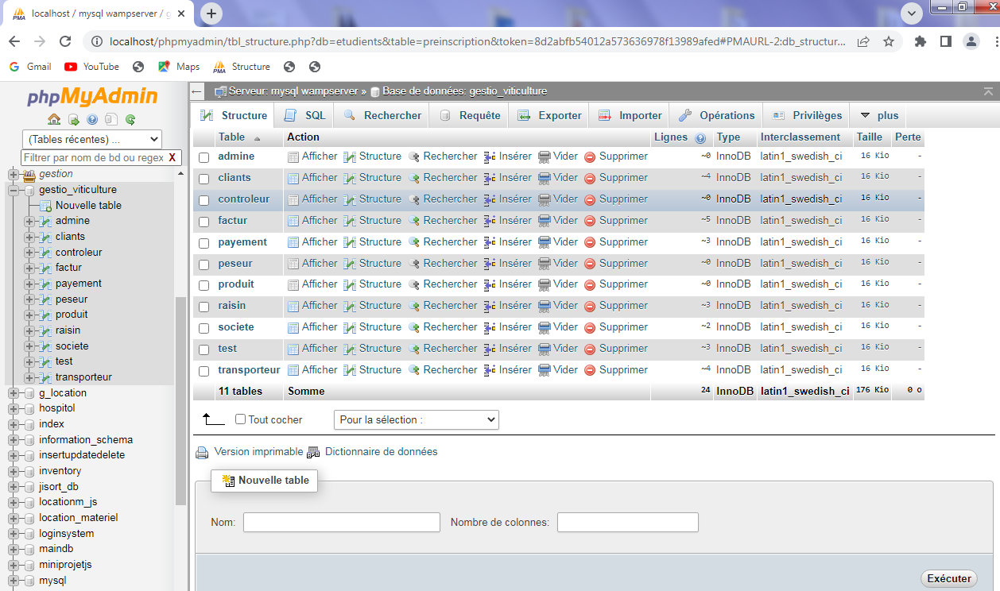 localhost / mysql wampserver / g
localhost/phpmyadmin/tbl_structure.php?db=etudients&table=preinscription&token=8d2abfb54012a573636978f13989afed#PMAURL-2:db_structur...
Gmail YouTube Maps Structure
phpMyAdmin
(Tables récentes) ...
Filtrer par nom de bd ou regex X
gestion
gestio_viticulture
Nouvelle table
admine
cliants
controleur
factur
payement
peseur
produit
raisin
societe
test
transporteur
g_location
hospitol
index
information_schema
insertupdatedelete
inventory
jisort_db
locationm_js
location_materiel
loginsystem
maindb
miniprojetjs
mysql
Serveur: mysql wampserver » Base de données: gestio_viticulture
Structure SQL Rechercher Requête Exporter Importer Opérations Privilèges plus
Table Action Lignes Type Interclassement Taille Perte
admine Afficher Structure Rechercher Insérer Vider Supprimer ~0 InnoDB latin1_swedish_ci 16 Kio -
cliants Afficher Structure Rechercher Insérer Vider Supprimer ~4 InnoDB latin1_swedish_ci 16 Kio -
controleur Afficher Structure Rechercher Insérer Vider Supprimer ~0 InnoDB latin1_swedish_ci 16 Kio -
factur Afficher Structure Rechercher Insérer Vider Supprimer ~5 InnoDB latin1_swedish_ci 16 Kio -
payement Afficher Structure Rechercher Insérer Vider Supprimer ~3 InnoDB latin1_swedish_ci 16 Kio -
peseur Afficher Structure Rechercher Insérer Vider Supprimer ~0 InnoDB latin1_swedish_ci 16 Kio -
produit Afficher Structure Rechercher Insérer Vider Supprimer ~0 InnoDB latin1_swedish_ci 16 Kio -
raisin Afficher Structure Rechercher Insérer Vider Supprimer ~3 InnoDB latin1_swedish_ci 16 Kio -
societe Afficher Structure Rechercher Insérer Vider Supprimer ~2 InnoDB latin1_swedish_ci 16 Kio -
test Afficher Structure Rechercher Insérer Vider Supprimer ~3 InnoDB latin1_swedish_ci 16 Kio -
transporteur Afficher Structure Rechercher Insérer Vider Supprimer ~4 InnoDB latin1_swedish_ci 16 Kio -
11 tables Somme 24 InnoDB latin1_swedish_ci 176 Kio 0 o
Tout cocher Pour la sélection :
Version imprimable Dictionnaire de données
Nouvelle table
Nom: Nombre de colonnes:
Exécuter